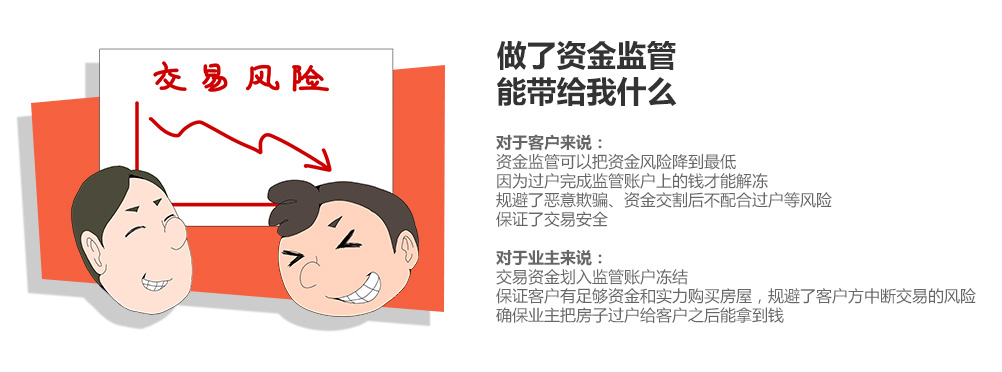 交易风险
做了资金监管
能带给我什么
对于客户来说：
资金监管可以把资金风险降到最低
因为过户完成监管账户上的钱才能解冻
规避了恶意欺骗、资金交割后不配合过户等风险
保证了交易安全
对于业主来说：
交易资金划入监管账户冻结
保证客户有足够资金和实力购买房屋，规避了客户方中断交易的风险
确保业主把房子过户给客户之后能拿到钱